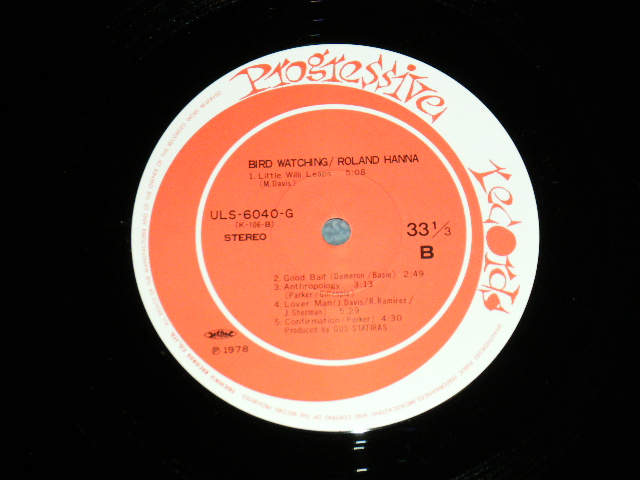 Progressive
records
BIRD WATCHING/ROLAND HANNA
1. Little Willi Leaps 5:08
(M.Davis)
ULS-6040-G
(K-106-B)
STEREO
33 1/3
B
2. Good Bait (Dameron/Basie) 2:49
3. Anthropology 3:13
(Parker/Gillespie)
4. Lover Man(J.Davis/R.Ramirez/
J.Sherman) 5:29
5. Confirmation (Parker) 4:30
Produced by GUS STATIRAS
℗ 1978